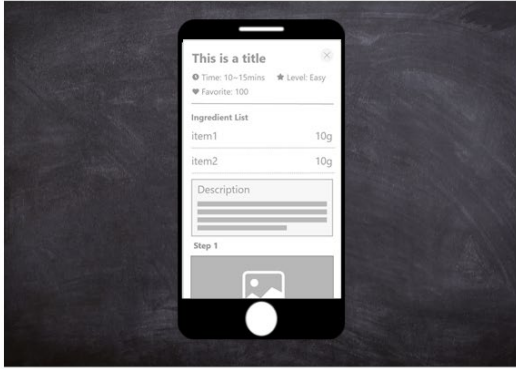 This is a title
Time: 10~15mins Level: Easy
Favorite: 100
Ingredient List
item1 10g
item2 10g
Description
Step 1